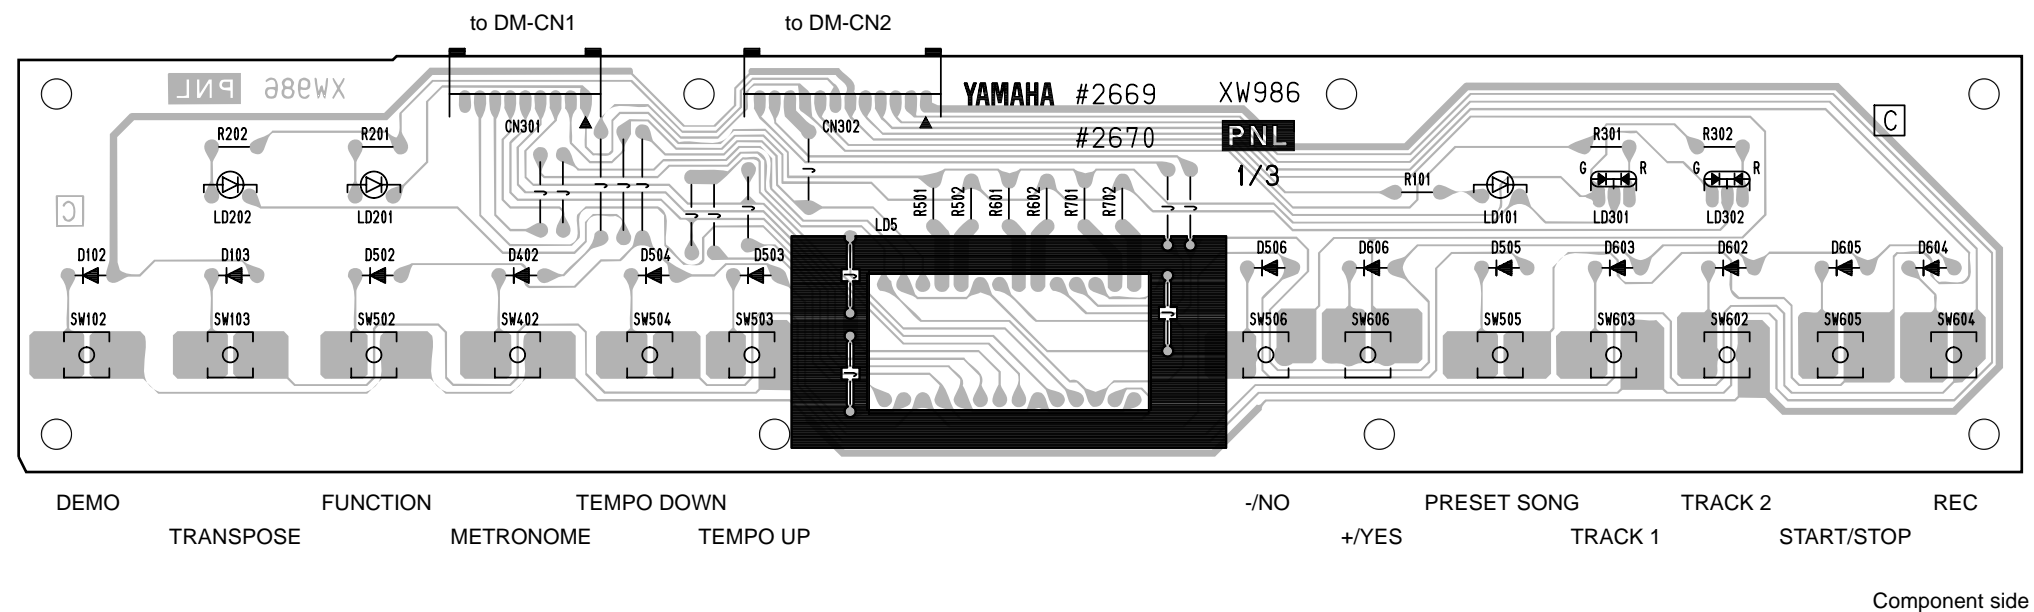 to DM-CN1 to DM-CN2
PNL XW986 YAMAHA #2669 XW986
CN301 CN302 #2670 PNL C
R202 R201 R301 R302
1/3
G R G R
R101
C LD202 LD201 R501 R502 R601 R602 R701 R702 LD101 LD301 LD302
LD5
D102 D103 D502 D402 D504 D503 D506 D606 D505 D603 D602 D605 D604
SW102 SW103 SW502 SW402 SW504 SW503 SW506 SW606 SW505 SW603 SW602 SW605 SW604
DEMO FUNCTION TEMPO DOWN -/NO PRESET SONG TRACK 2 REC
TRANSPOSE METRONOME TEMPO UP +/YES TRACK 1 START/STOP
Component side